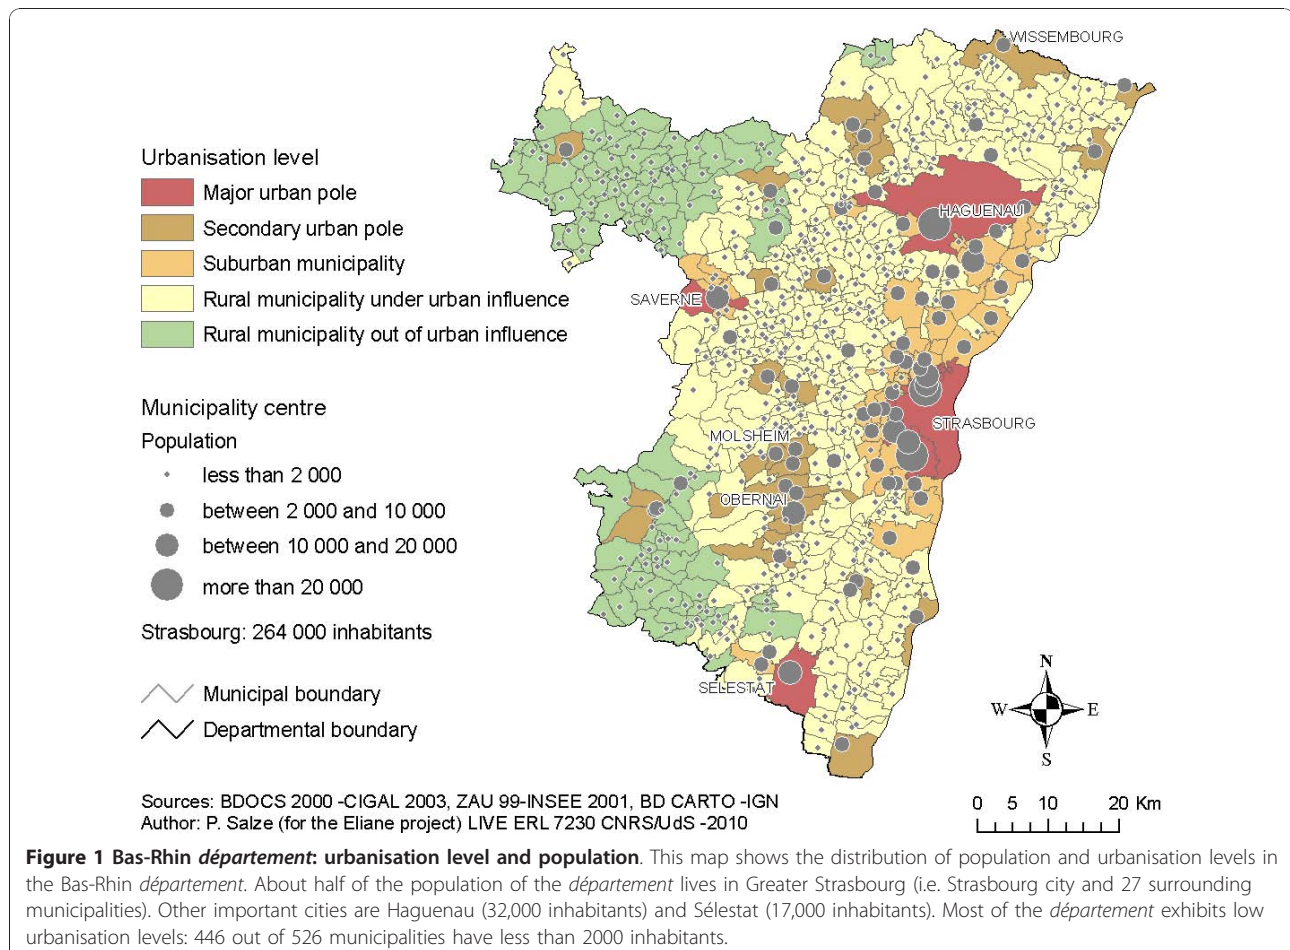 WISSEMBOURG
Urbanisation level
Major urban pole
HAGUENAU
Secondary urban pole
Suburban municipality
Rural municipality under urban influence
SAVERNE
Rural municipality out of urban influence
Municipality centre
STRASBOURG
Population
MOLSHEIM
less than 2 000
OBERNAI
between 2 000 and 10 000
between 10 000 and 20 000
more than 20 000
Strasbourg: 264 000 inhabitants
N
SELESTAT
Municipal boundary
W E
Departmental boundary
S
Sources: BDOCS 2000 -CIGAL 2003, ZAU 99-INSEE 2001, BD CARTO -IGN
0 5 10 20 Km
Author: P. Salze (for the Eliane project) LIVE ERL 7230 CNRS/UdS -2010
Figure 1 Bas-Rhin département: urbanisation level and population. This map shows the distribution of population and urbanisation levels in
the Bas-Rhin département. About half of the population of the département lives in Greater Strasbourg (i.e. Strasbourg city and 27 surrounding
municipalities). Other important cities are Haguenau (32,000 inhabitants) and Sélestat (17,000 inhabitants). Most of the département exhibits low
urbanisation levels: 446 out of 526 municipalities have less than 2000 inhabitants.